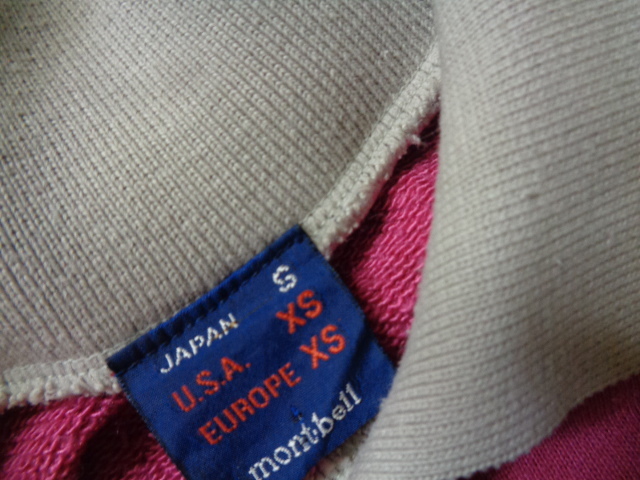 JAPAN S
U.S.A. XS
EUROPE XS
mont-bell